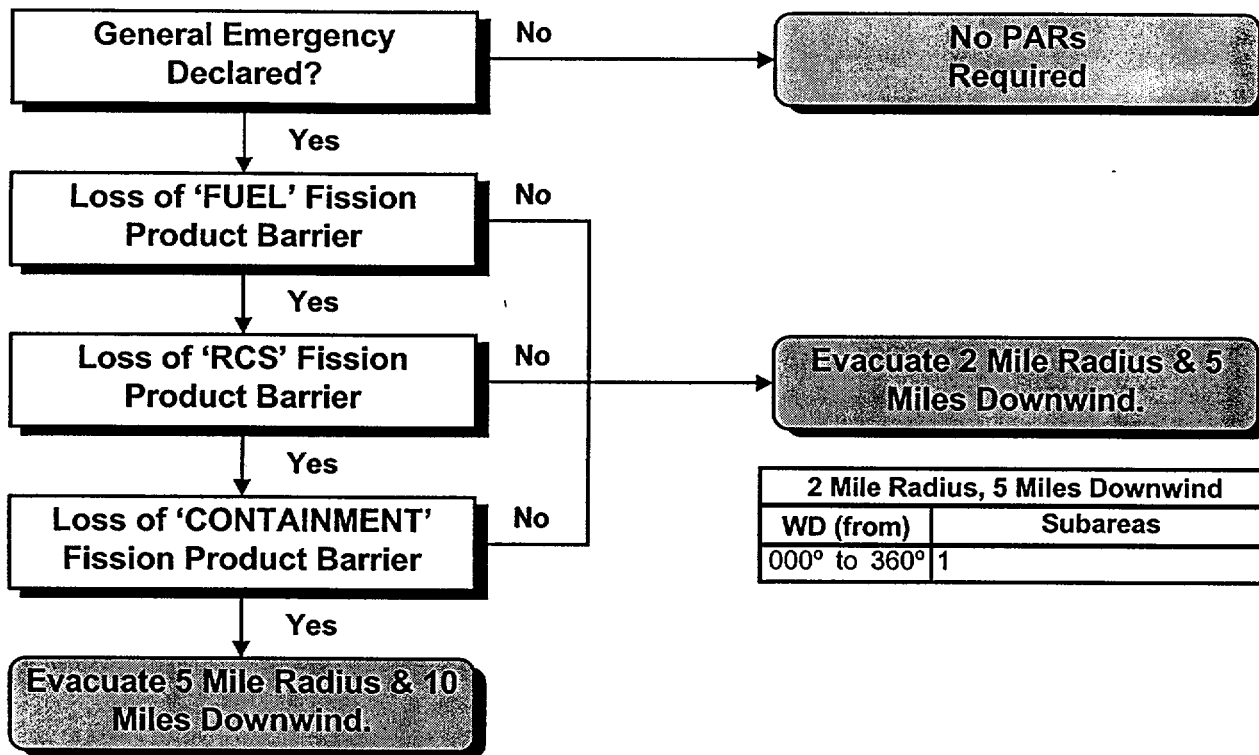 General Emergency
Declared?
No
No PARs
Required
Yes
Loss of ‘FUEL’ Fission
Product Barrier
No
Yes
Loss of ‘RCS’ Fission
Product Barrier
No
Evacuate 2 Mile Radius & 5
Miles Downwind.
Yes
Loss of ‘CONTAINMENT’
Fission Product Barrier
No
2 Mile Radius, 5 Miles Downwind
WD (from) Subareas
000º to 360º 1
Yes
Evacuate 5 Mile Radius & 10
Miles Downwind.